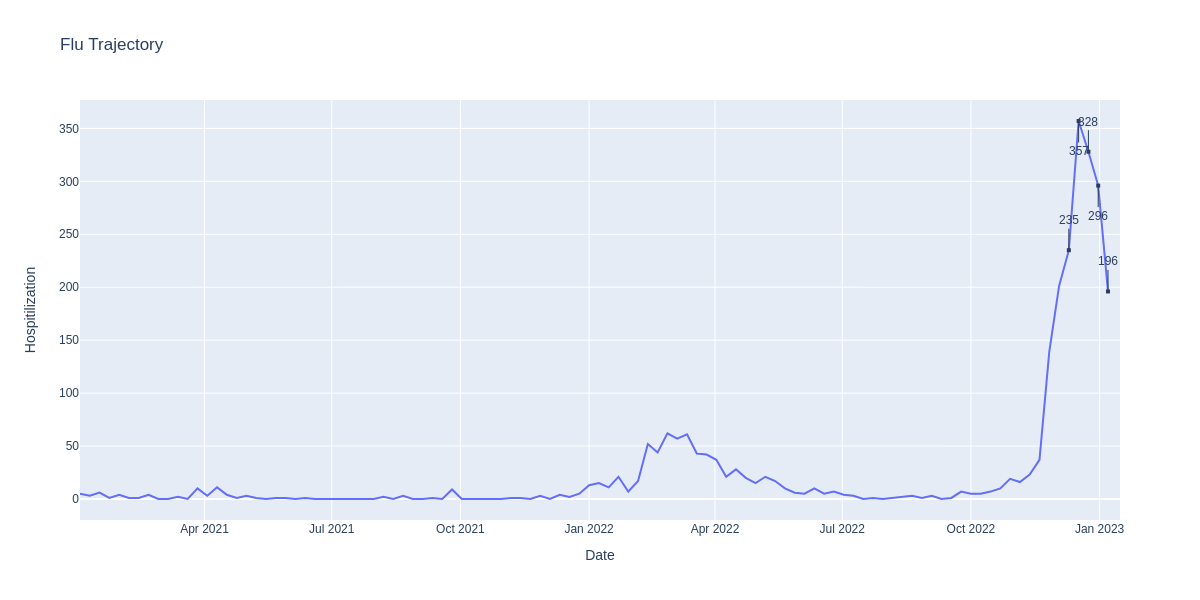 Flu Trajectory
350
300
250
200
150
100
50
0
Hospitilization
328
357
235
296
196
Apr 2021
Jul 2021
Oct 2021
Jan 2022
Apr 2022
Jul 2022
Oct 2022
Jan 2023
Date